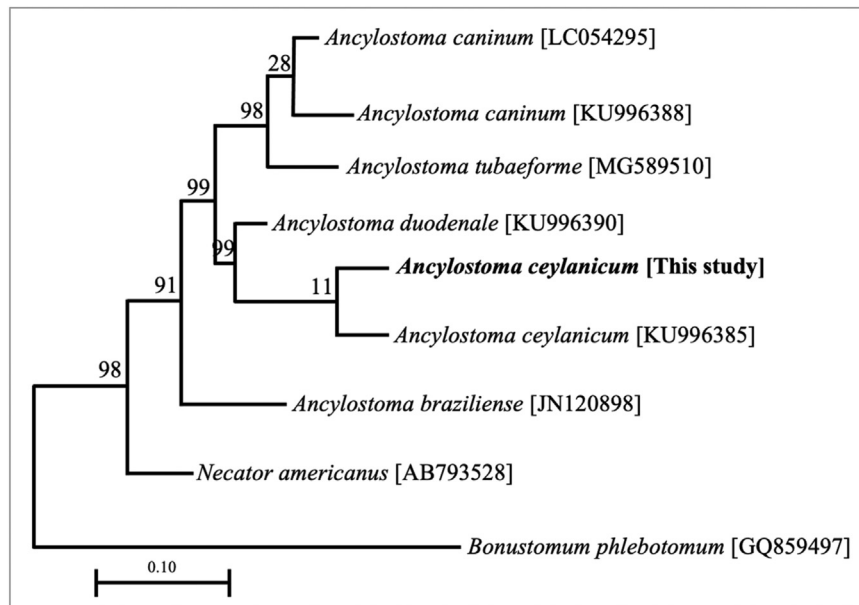 Ancylostoma caninum [LC054295]
28
Ancylostoma caninum [KU996388]
98
Ancylostoma tubaeforme [MG589510]
99
Ancylostoma duodenale [KU996390]
99
Ancylostoma ceylanicum [This study]
11
91
Ancylostoma ceylanicum [KU996385]
98
Ancylostoma braziliense [JN120898]
Necator americanus [AB793528]
Bonustomum phlebotomum [GQ859497]
0.10